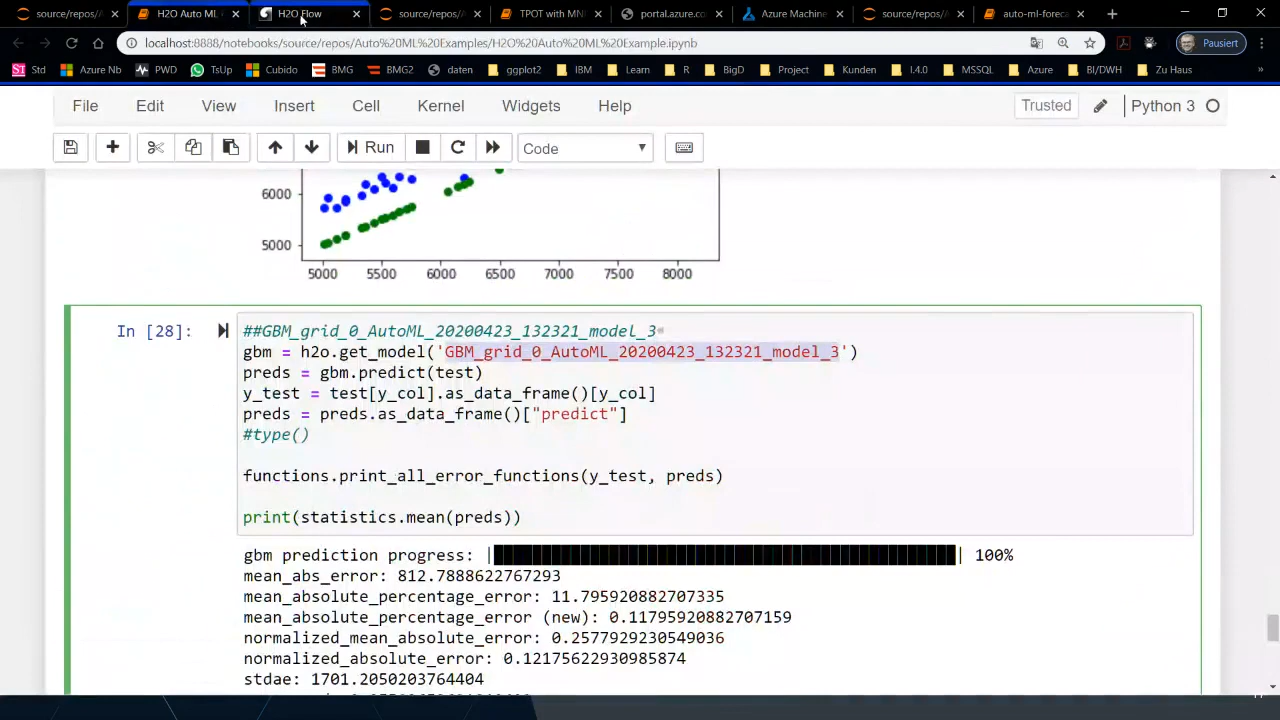 source/repos/A
H2O Auto ML
H2O Flow
source/repos/A
TPOT with MN
portal.azure.co
Azure Machin
source/repos/A
auto-ml-foreca
localhost:8888/notebooks/source/repos/Auto%20ML%20Examples/H2O%20Auto%20ML%20Example.ipynb
Pausiert
Std
Azure Nb
PWD
TsUp
Cubido
BMG
BMG2
daten
ggplot2
IBM
Learn
R
BigD
Project
Kunden
I.4.0
MSSQL
Azure
BI/DWH
Zu Haus
»
File Edit View Insert Cell Kernel Widgets Help
Trusted
Python 3
Run
Code
6000
5000
5000 5500 6000 6500 7000 7500 8000
In [28]:
##GBM_grid_0_AutoML_20200423_132321_model_3
gbm = h2o.get_model('GBM_grid_0_AutoML_20200423_132321_model_3')
preds = gbm.predict(test)
y_test = test[y_col].as_data_frame()[y_col]
preds = preds.as_data_frame()["predict"]
#type()
functions.print_all_error_functions(y_test, preds)
print(statistics.mean(preds))
gbm prediction progress: || 100%
mean_abs_error: 812.7888622767293
mean_absolute_percentage_error: 11.795920882707335
mean_absolute_percentage_error (new): 0.11795920882707159
normalized_mean_absolute_error: 0.2577929230549036
normalized_absolute_error: 0.12175622930985874
stdae: 1701.2050203764404